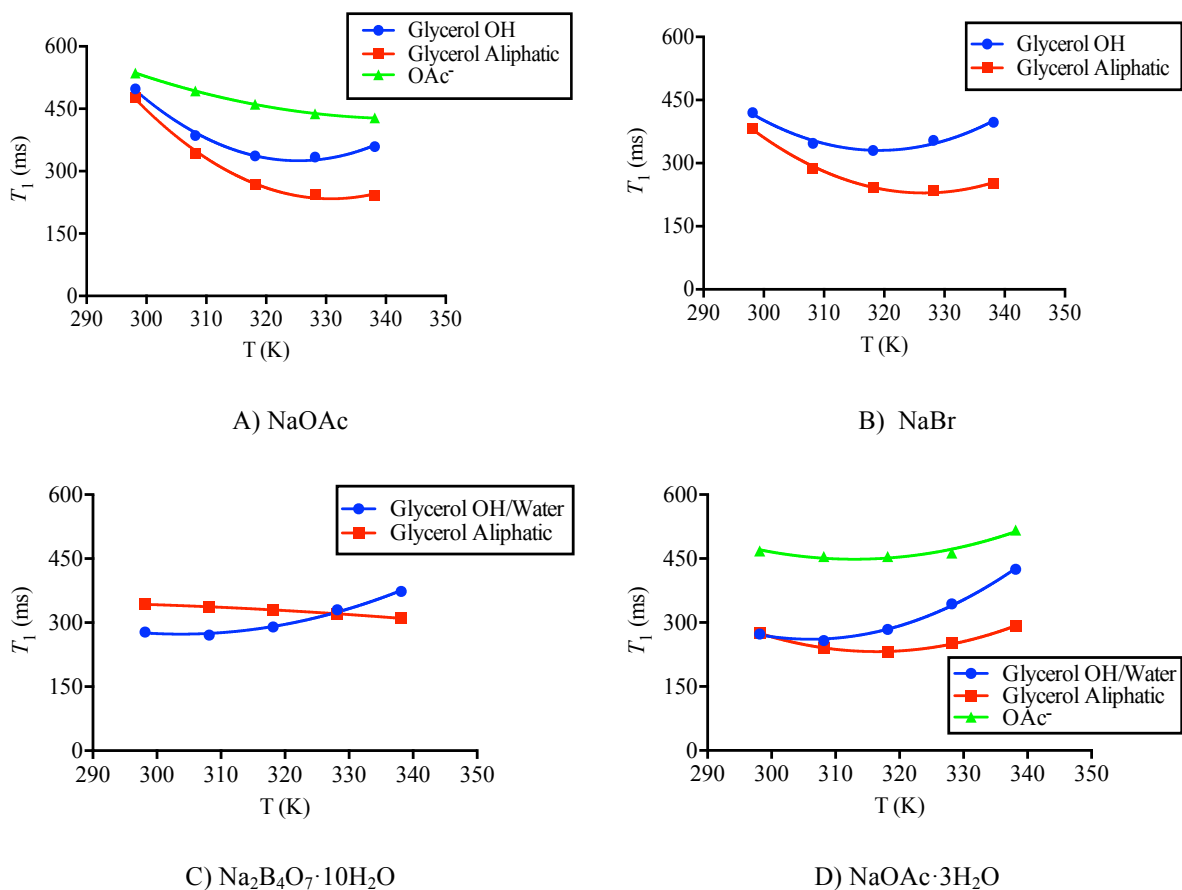 Glycerol OH
Glycerol Aliphatic
OAc⁻
T₁ (ms)
600
450
300
150
0
290 300 310 320 330 340 350
T (K)
A) NaOAc
Glycerol OH
Glycerol Aliphatic
T₁ (ms)
600
450
300
150
0
290 300 310 320 330 340 350
T (K)
B) NaBr
Glycerol OH/Water
Glycerol Aliphatic
T₁ (ms)
600
450
300
150
0
290 300 310 320 330 340 350
T (K)
C) Na₂B₄O₇·10H₂O
T₁ (ms)
600
450
300
150
0
Glycerol OH/Water
Glycerol Aliphatic
OAc⁻
290 300 310 320 330 340 350
T (K)
D) NaOAc·3H₂O